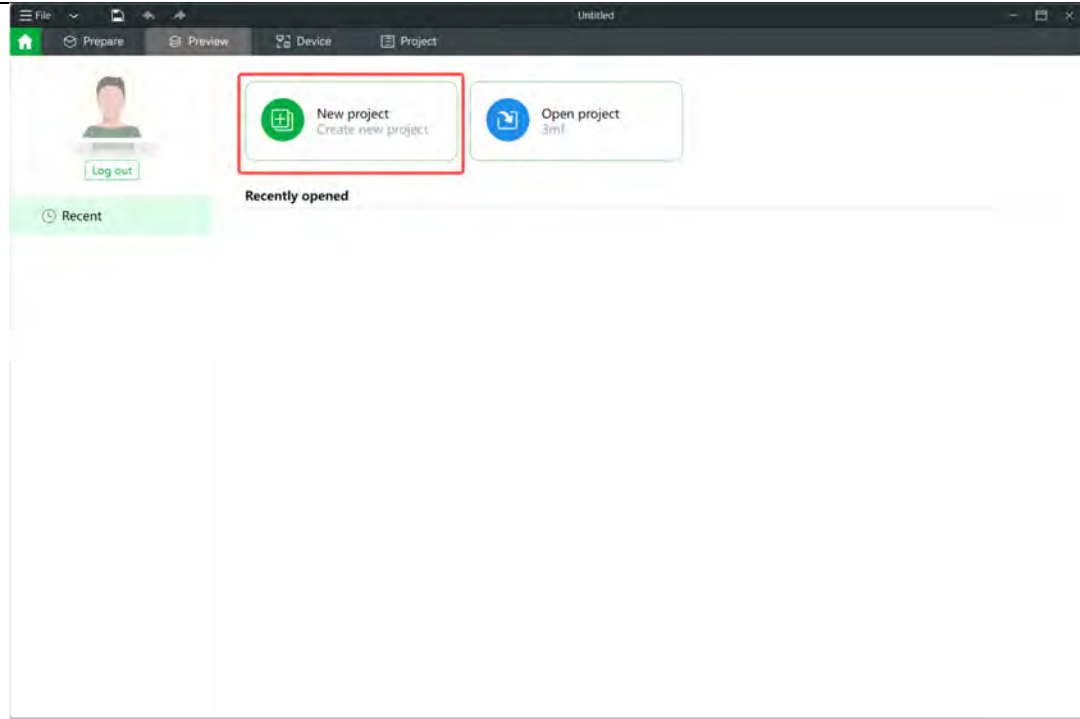 File
Untitled
Prepare
Preview
Device
Project
New project
Create new project
Open project
3mf
Log out
Recently opened
Recent